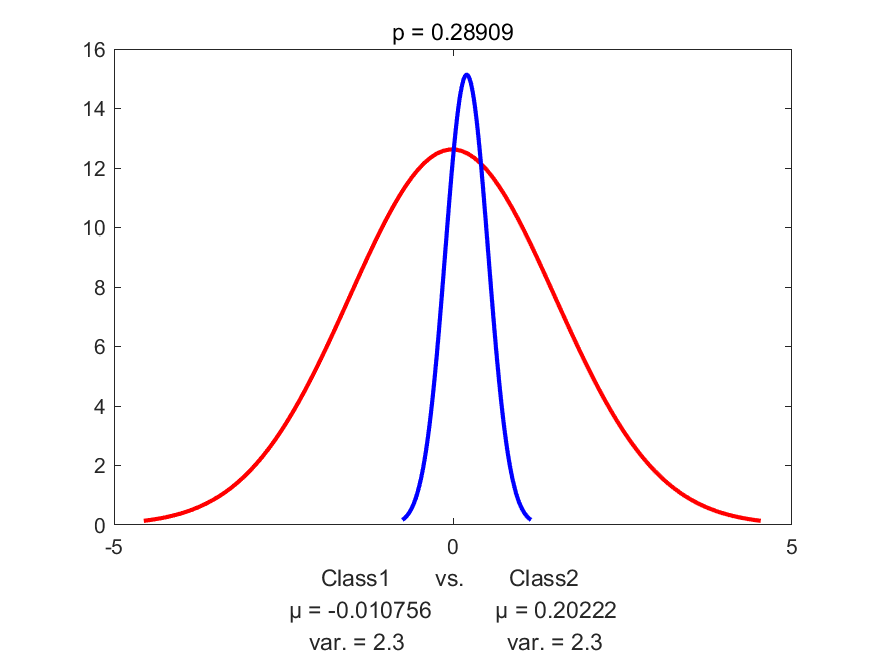 p = 0.28909
16
14
12
10
8
6
4
2
0
-5 0 5
Class1 vs. Class2
μ = -0.010756 μ = 0.20222
var. = 2.3 var. = 2.3